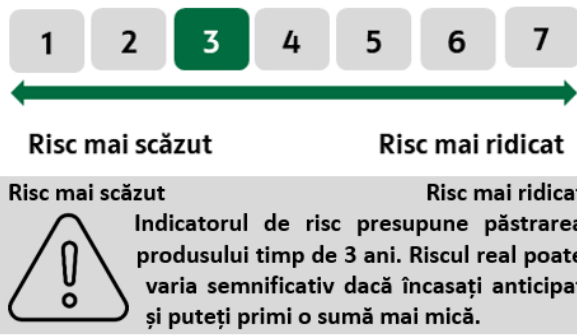 1 2 3 4 5 6 7
Risc mai scăzut Risc mai ridicat
Risc mai scăzut Risc mai ridicat
Indicatorul de risc presupune păstrarea
produsului timp de 3 ani. Riscul real poate
varia semnificativ dacă încasați anticipat
și puteți primi o sumă mai mică.